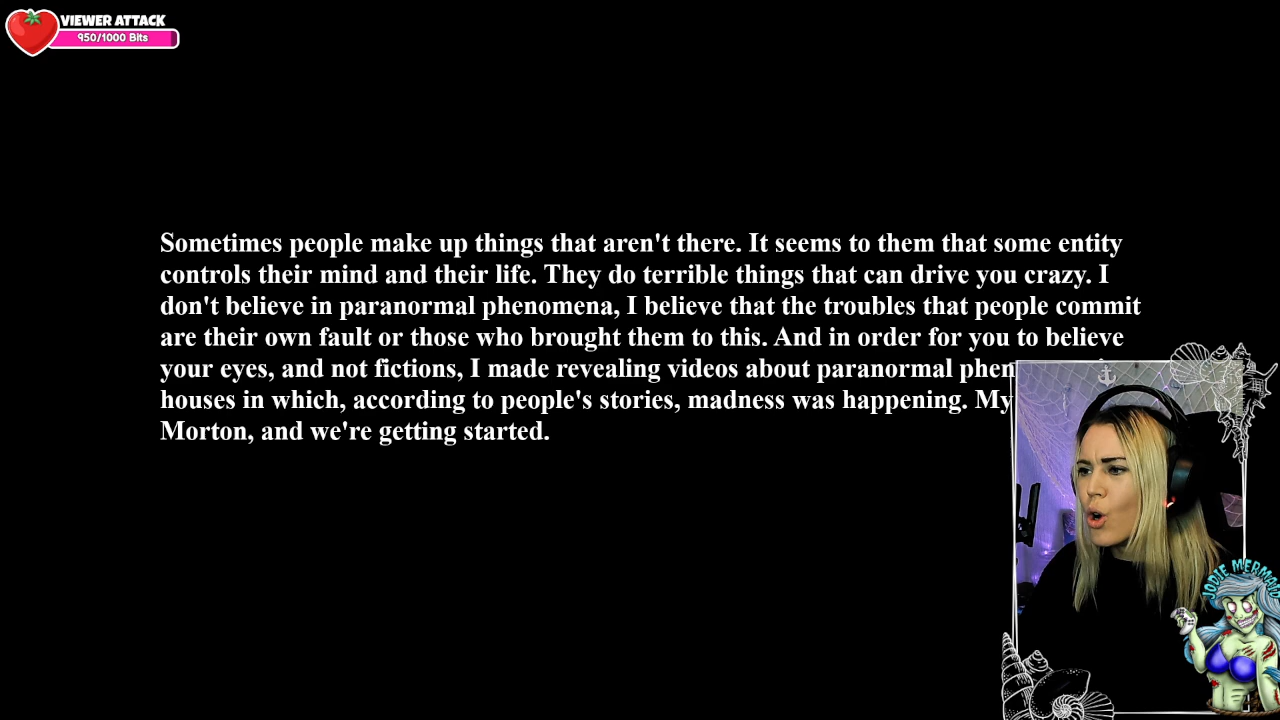 VIEWER ATTACK
950/1000 Bits
Sometimes people make up things that aren't there. It seems to them that some entity
controls their mind and their life. They do terrible things that can drive you crazy. I
don't believe in paranormal phenomena, I believe that the troubles that people commit
are their own fault or those who brought them to this. And in order for you to believe
your eyes, and not fictions, I made revealing videos about paranormal phen
houses in which, according to people's stories, madness was happening. My
Morton, and we're getting started.
JODIE MERMAID